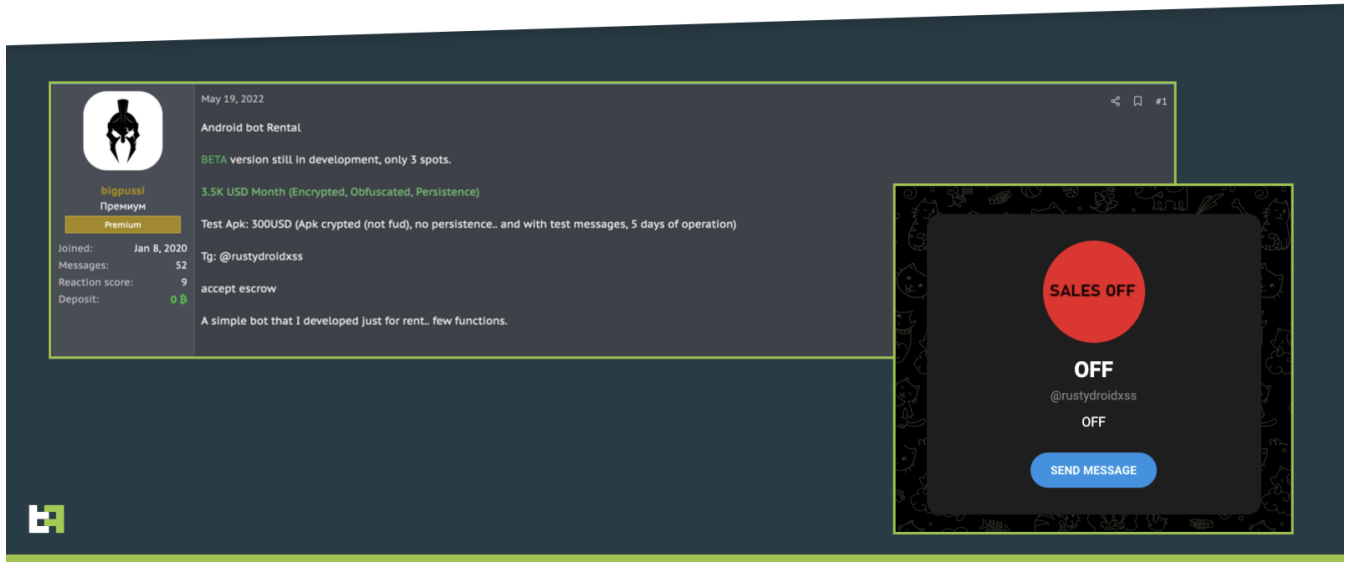 May 19, 2022
#1
Android bot Rental
BETA version still in development, only 3 spots.
3.5K USD Month (Encrypted, Obfuscated, Persistence)
Test Apk: 300USD (Apk crypted (not fud), no persistence.. and with test messages, 5 days of operation)
Tg: @rustydroidxss
accept escrow
A simple bot that I developed just for rent.. few functions.
bigpussi
Премиум
Premium
Joined: Jan 8, 2020
Messages: 52
Reaction score: 9
Deposit: 0 ₿
SALES OFF
OFF
@rustydroidxss
OFF
SEND MESSAGE